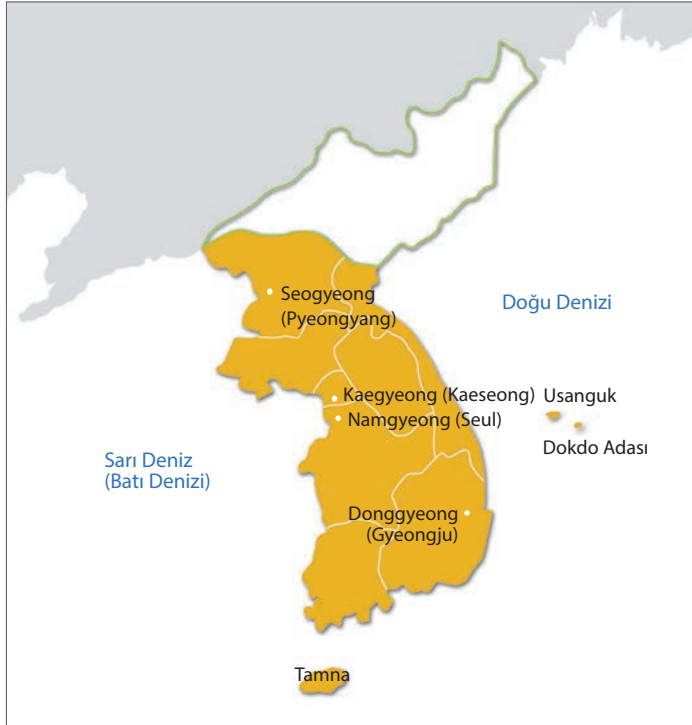 Seogyeong
(Pyeongyang)
Doğu Denizi
Kaegyeong (Kaeseong)
Usanguk
Namgyeong (Seul)
Dokdo Adası
Sarı Deniz
(Batı Denizi)
Donggyeong
(Gyeongju)
Tamna